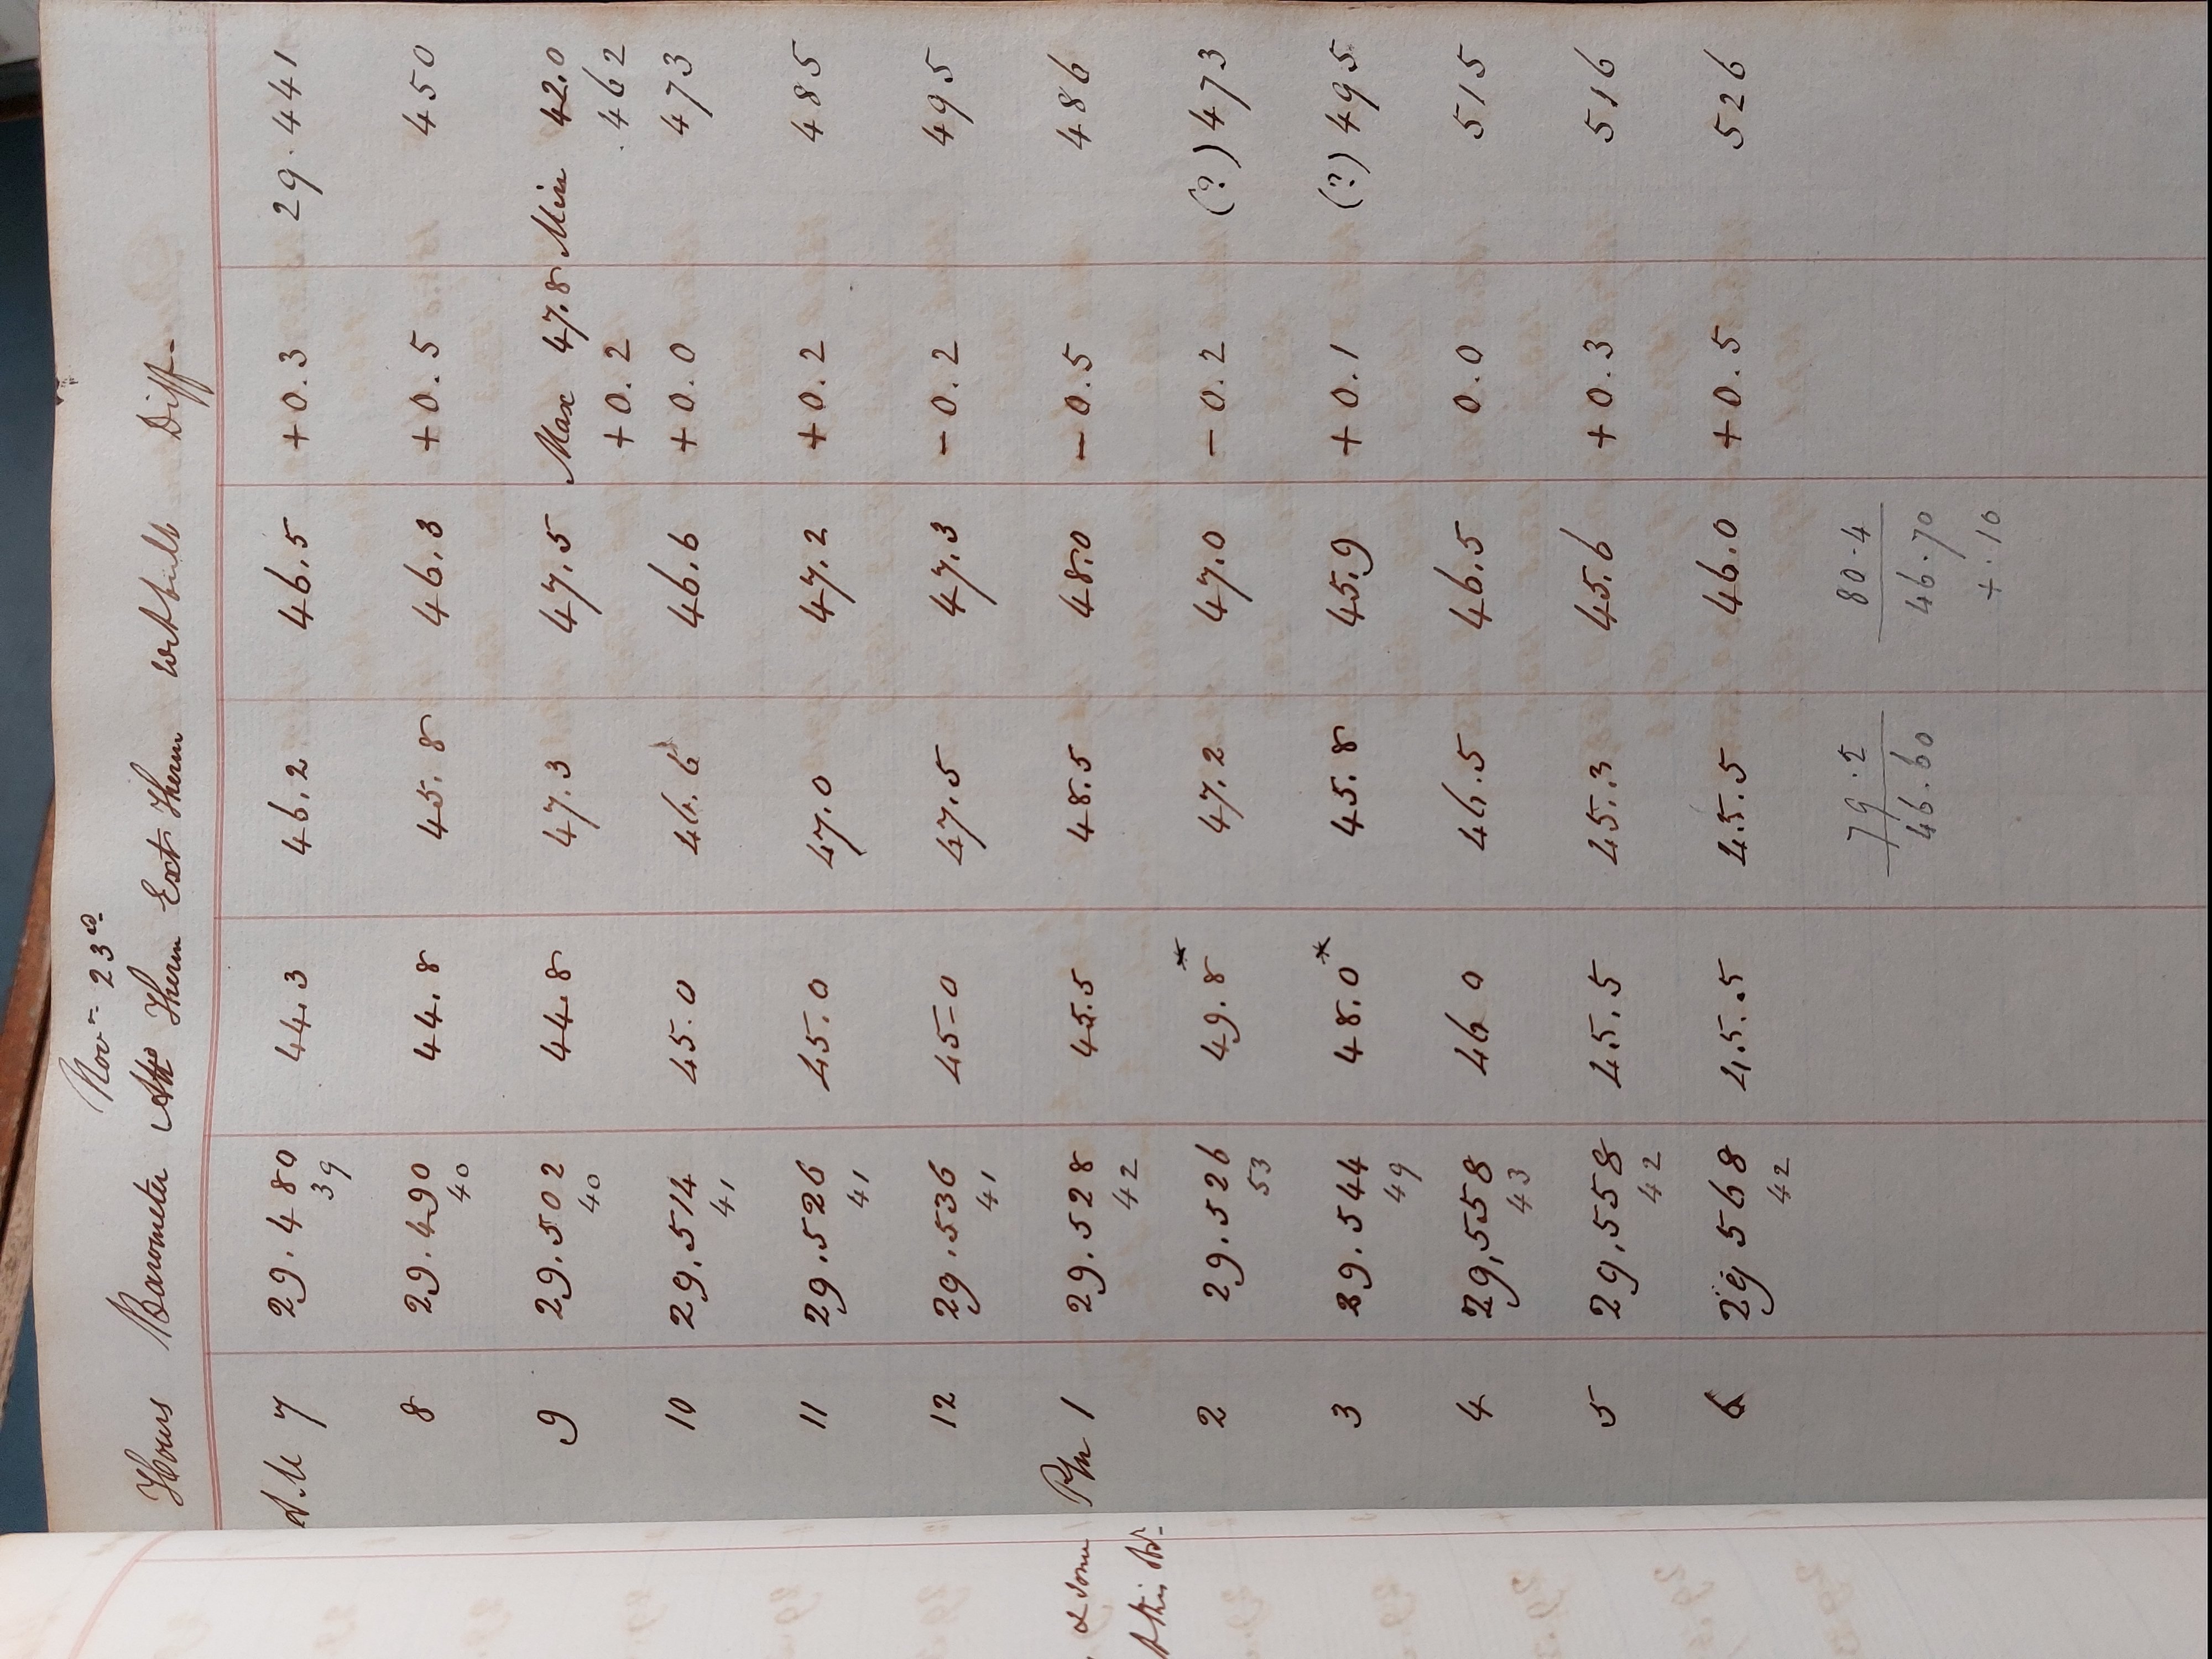 Nov.r 23d.
Hours Barometer Attd Therm Ext Therm Wet bulb Diff-
A.M 7 29.480 44.3 46.2 46.5 +0.3 29.441
39
8 29.490 44.8 45.8 46.3 +0.5 450
40
9 29.502 44.8 47.3 47.5 Max 47.8 Min 42.0
40 +0.2 .462
10 29.514 45.0 46.6 46.6 +0.0 473
41
11 29.526 45.0 47.0 47.2 +0.2 485
41
12 29.536 45-0 47.5 47.3 -0.2 495
41
& some
Pm 1 29.528 45.5 48.5 48.0 -0.5 486
42
t this
2 29.526 49.8* 47.2 47.0 -0.2 (?) 473
53
3 29.544 48.0* 45.8 45.9 +0.1 (?) 495
49
4 29,558 46 0 46.5 46.5 0.0 515
43
5 29,558 45.5 45.3 45.6 +0.3 516
42
6 29 568 45.5 45.5 46.0 +0.5 526
42
79.2 80.4
46.60 46.70
+.10